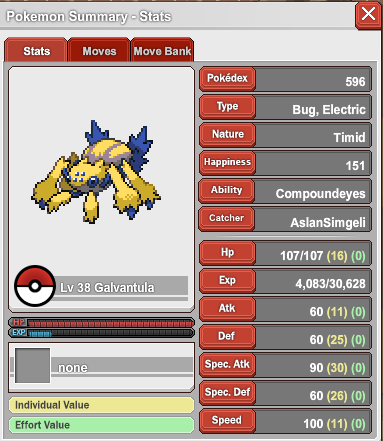 Pokemon Summary - Stats
Stats Moves Move Bank
Pokédex 596
Type Bug, Electric
Nature Timid
Happiness 151
Ability Compoundeyes
Catcher AslanSimgeli
Hp 107/107 (16) (0)
Exp 4,083/30,628
Atk 60 (11) (0)
Def 60 (25) (0)
Spec. Atk 90 (30) (0)
Spec. Def 60 (26) (0)
Speed 100 (11) (0)
Lv 38 Galvantula
HP
EXP
none
Individual Value
Effort Value